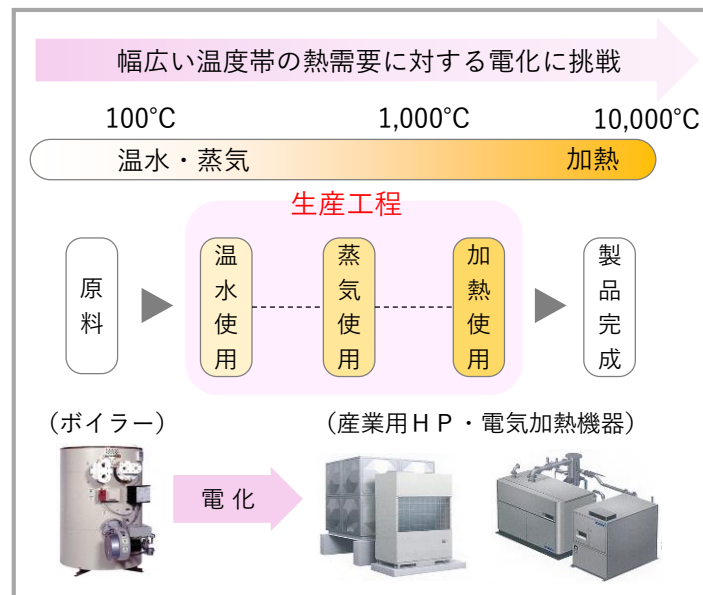 幅広い温度帯の熱需要に対する電化に挑戦
100℃ 1,000℃ 10,000℃
温水・蒸気 加熱
生産工程
原料
温水使用
蒸気使用
加熱使用
製品完成
（ボイラー） （産業用ＨＰ・電気加熱機器）
電 化